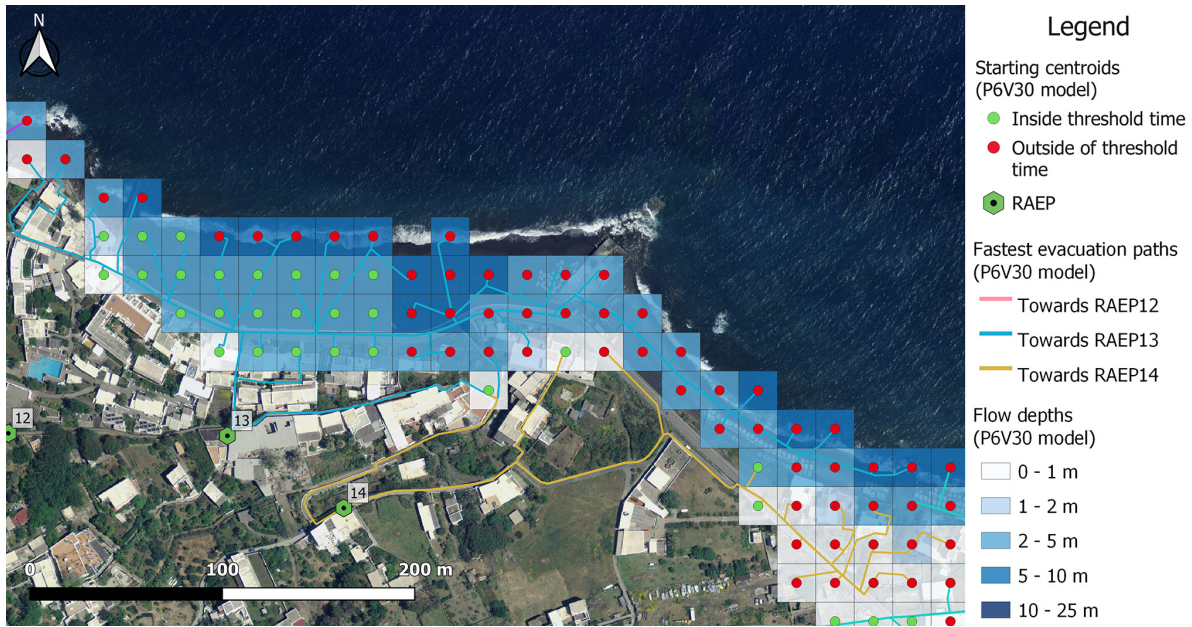 N
12
13
14
0 100 200 m
Legend
Starting centroids
(P6V30 model)
Inside threshold time
Outside of threshold
time
RAEP
Fastest evacuation paths
(P6V30 model)
Towards RAEP12
Towards RAEP13
Towards RAEP14
Flow depths
(P6V30 model)
0 - 1 m
1 - 2 m
2 - 5 m
5 - 10 m
10 - 25 m